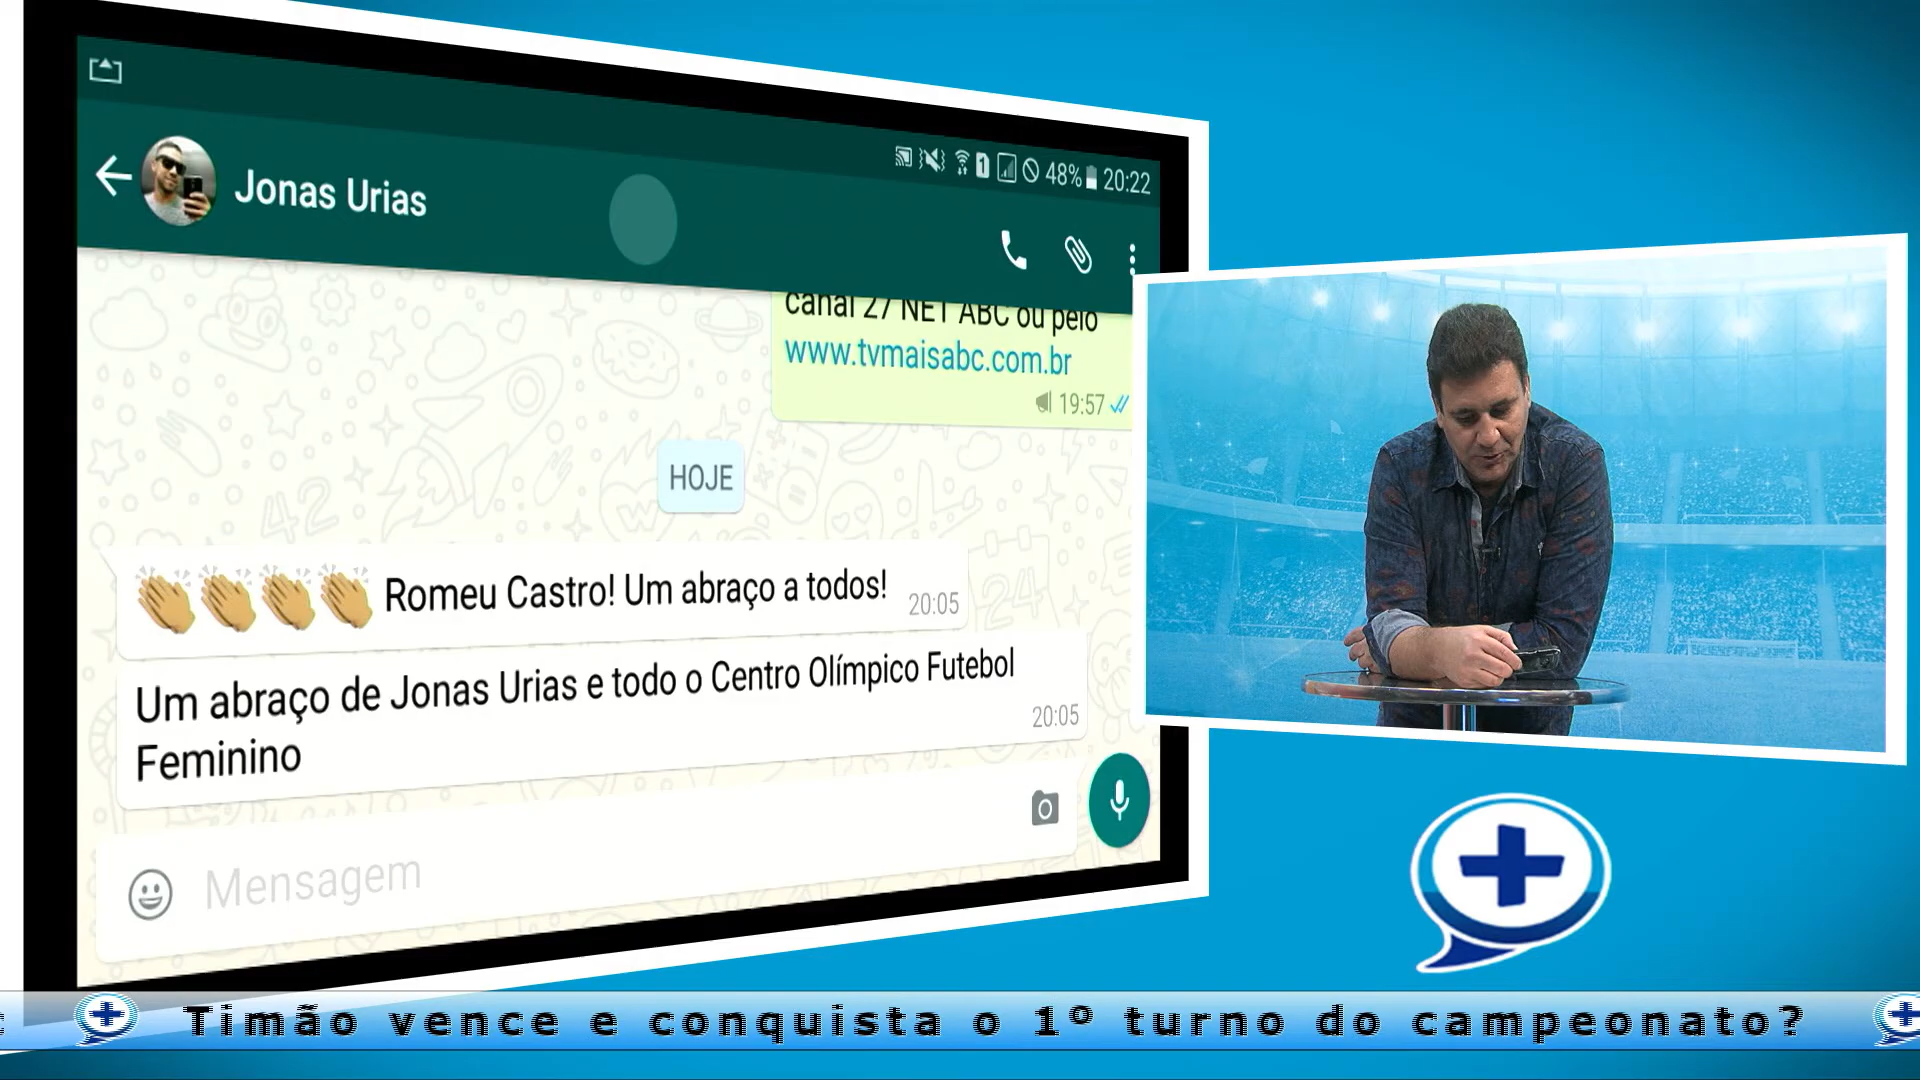 48% 20:22
Jonas Urias
canal 27 NET ABC ou pelo
www.tvmaisabc.com.br
19:57
HOJE
👏👏👏👏 Romeu Castro! Um abraço a todos!
20:05
Um abraço de Jonas Urias e todo o Centro Olímpico Futebol
Feminino
20:05
Mensagem
Timão vence e conquista o 1º turno do campeonato?